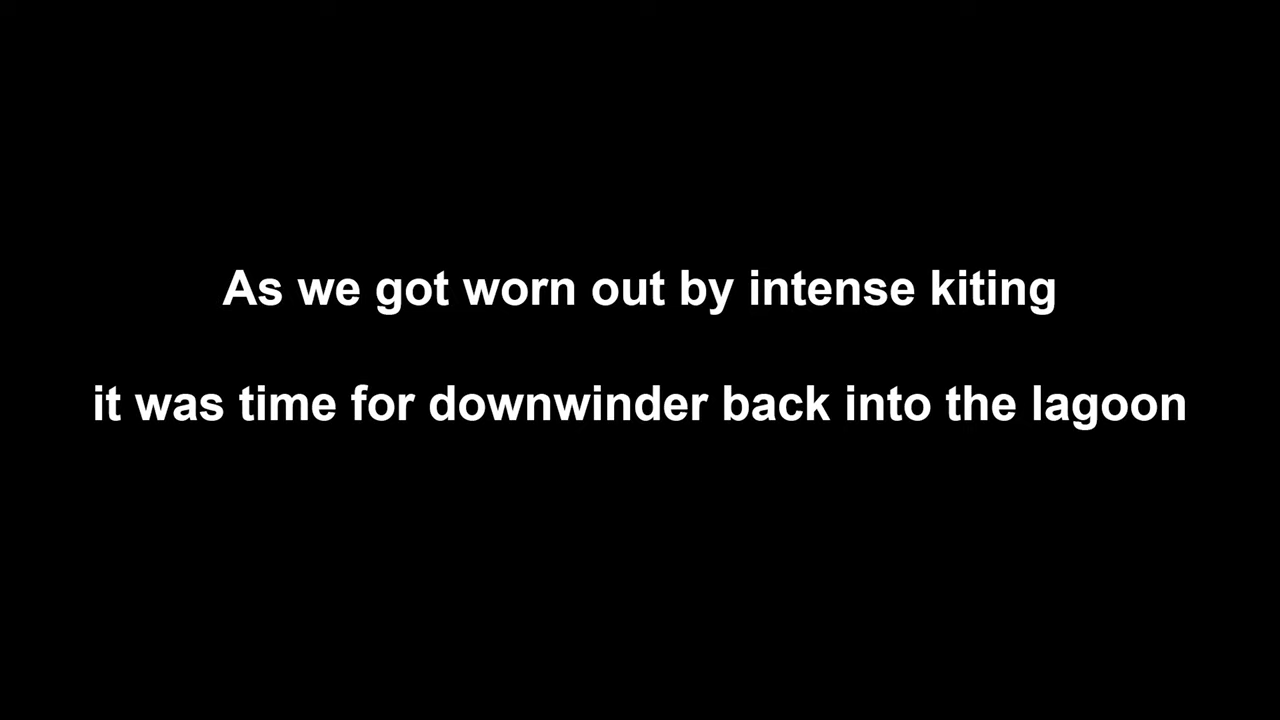 As we got worn out by intense kiting
it was time for downwinder back into the lagoon